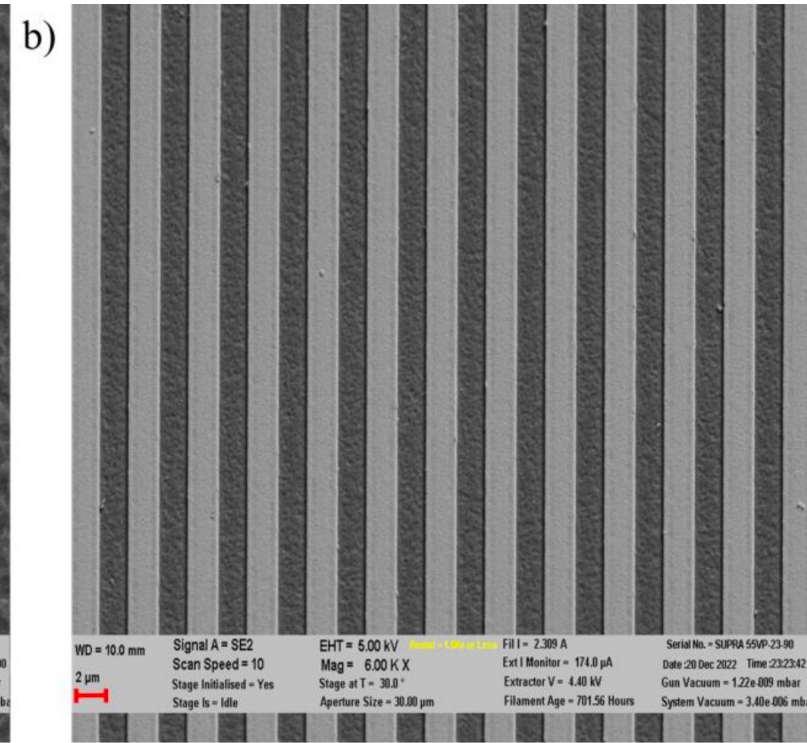 b)
WD = 10.0 mm
2 µm
Signal A = SE2
Scan Speed = 10
Stage Initialised = Yes
Stage Is = Idle
EHT = 5.00 kV
Mag = 6.00 K X
Stage at T = 30.0 °
Aperture Size = 30.00 µm
Fil I = 2.309 A
Ext I Monitor = 174.0 µA
Extractor V = 4.40 kV
Filament Age = 701.56 Hours
Serial No. = SUPRA 55VP-23-90
Date :20 Dec 2022 Time :23:23:42
Gun Vacuum = 1.22e-009 mbar
System Vacuum = 3.40e-006 mba